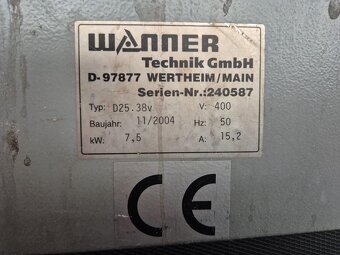 WANNER
Technik GmbH
D-97877 WERTHEIM/MAIN
Serien-Nr.:240587
Typ: D25.38v V: 400
Baujahr: 11/2004 Hz: 50
kW: 7,5 A: 15,2
CE